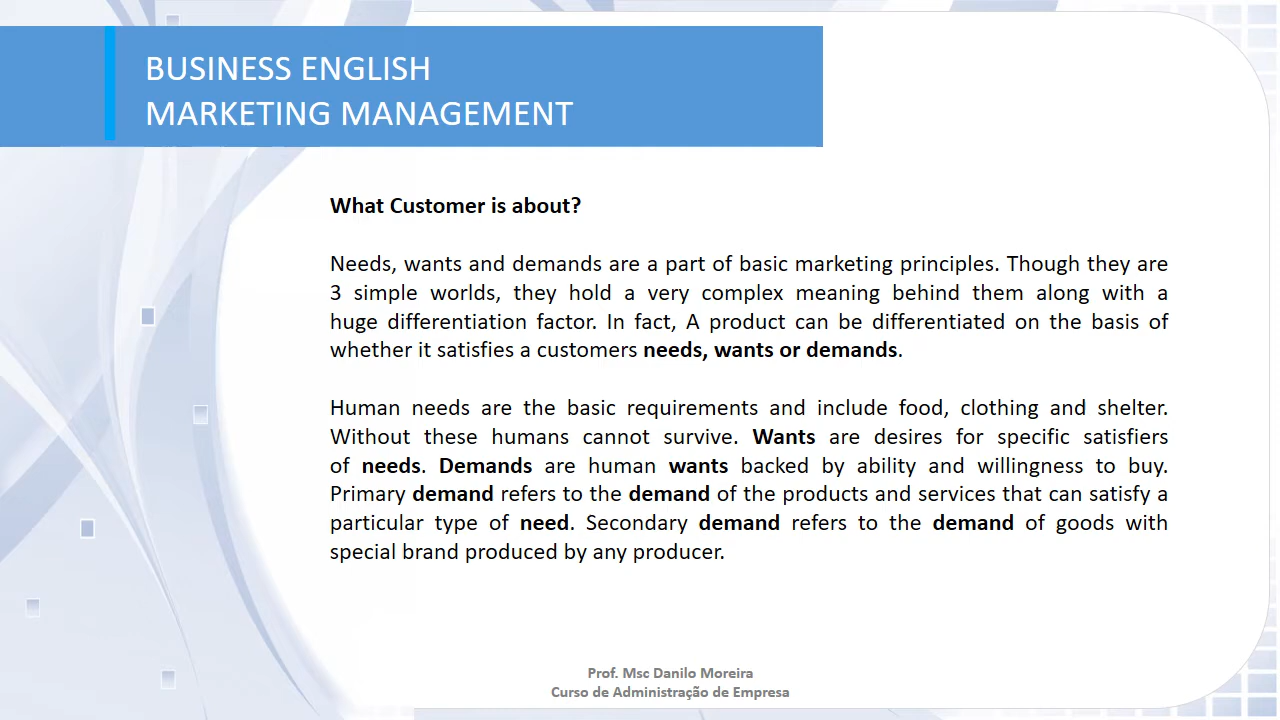 BUSINESS ENGLISH
MARKETING MANAGEMENT
What Customer is about?
Needs, wants and demands are a part of basic marketing principles. Though they are
3 simple worlds, they hold a very complex meaning behind them along with a
huge differentiation factor. In fact, A product can be differentiated on the basis of
whether it satisfies a customers needs, wants or demands.
Human needs are the basic requirements and include food, clothing and shelter.
Without these humans cannot survive. Wants are desires for specific satisfiers
of needs. Demands are human wants backed by ability and willingness to buy.
Primary demand refers to the demand of the products and services that can satisfy a
particular type of need. Secondary demand refers to the demand of goods with
special brand produced by any producer.
Prof. Msc Danilo Moreira
Curso de Administração de Empresa